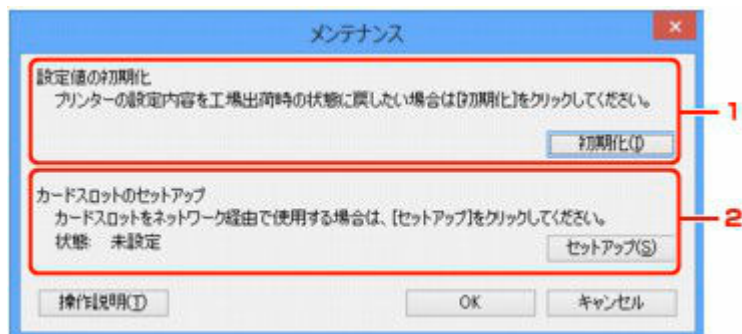 メンテナンス
設定値の初期化
プリンターの設定内容を工場出荷時の状態に戻したい場合は[初期化]をクリックしてください。
1
初期化(I)
カードスロットのセットアップ
カードスロットをネットワーク経由で使用する場合は、[セットアップ]をクリックしてください。
2
状態: 未設定
セットアップ(S)
操作説明(T)
OK
キャンセル